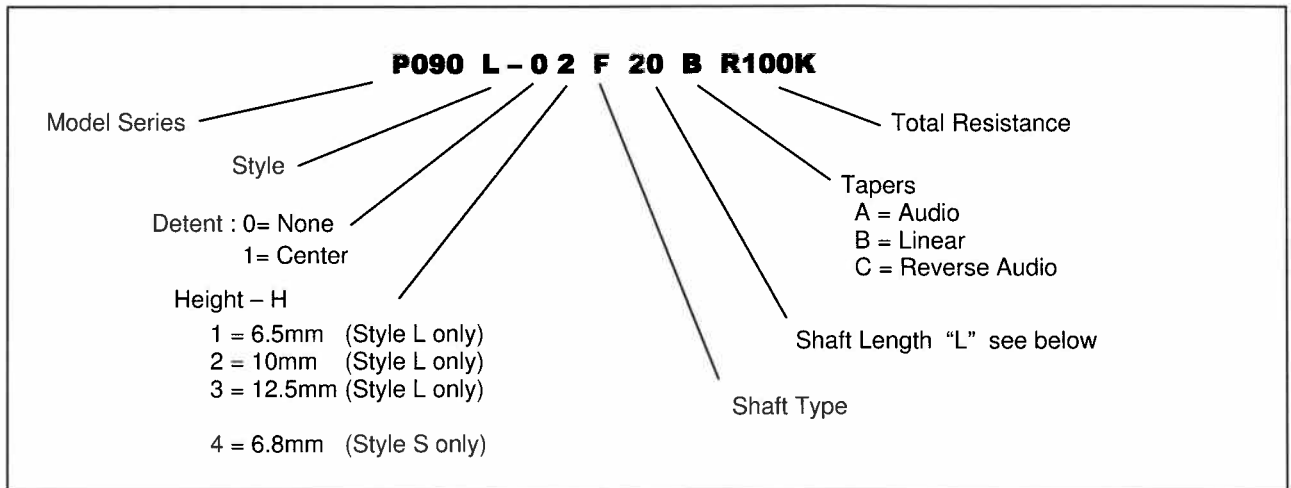 P090 L – 0 2 F 20 B R100K
Model Series
Total Resistance
Style
Tapers
A = Audio
B = Linear
C = Reverse Audio
Detent : 0= None
1= Center
Height – H
1 = 6.5mm (Style L only)
2 = 10mm (Style L only)
3 = 12.5mm (Style L only)
4 = 6.8mm (Style S only)
Shaft Length "L" see below
Shaft Type